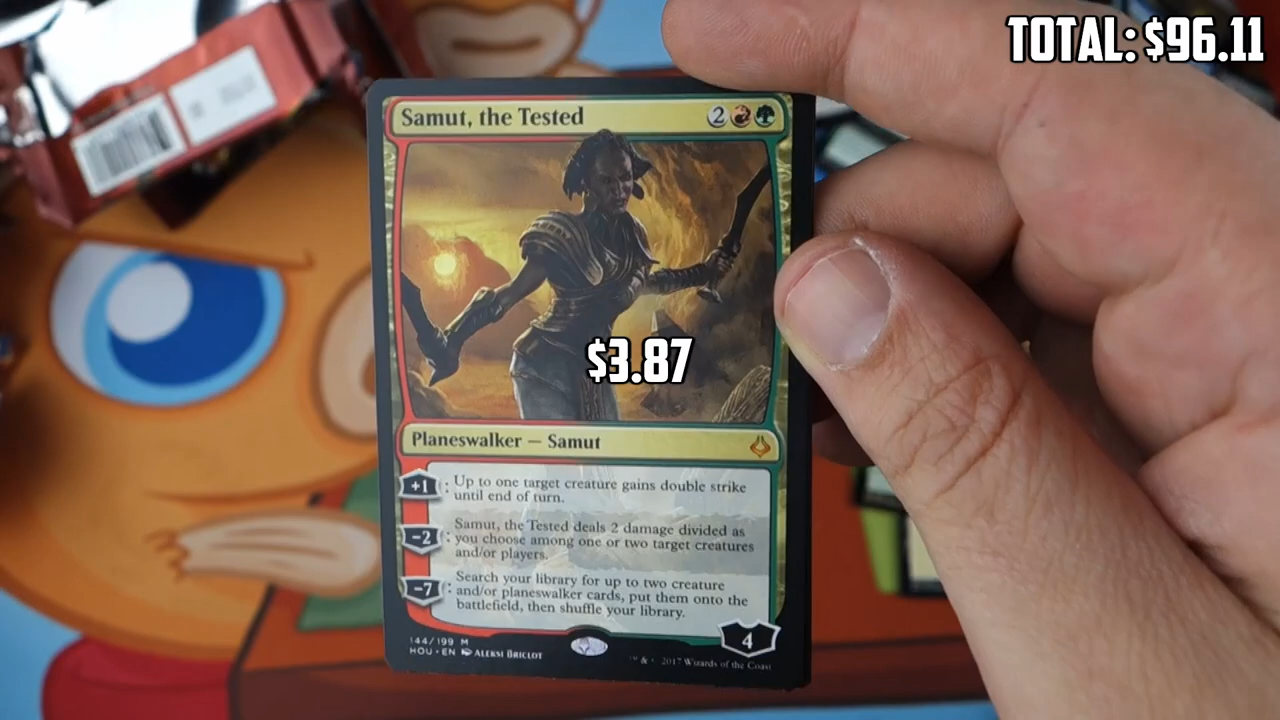 TOTAL: $96.11
Samut, the Tested 2
$3.87
Planeswalker — Samut
+1 : Up to one target creature gains double strike
until end of turn.
-2 : Samut, the Tested deals 2 damage divided as
you choose among one or two target creatures
and/or players.
-7 : Search your library for up to two creature
and/or planeswalker cards, put them onto the
battlefield, then shuffle your library.
4
144/199 M
HOU • EN ALEKSI BRICLOT
™ & 2017 Wizards of the Coast